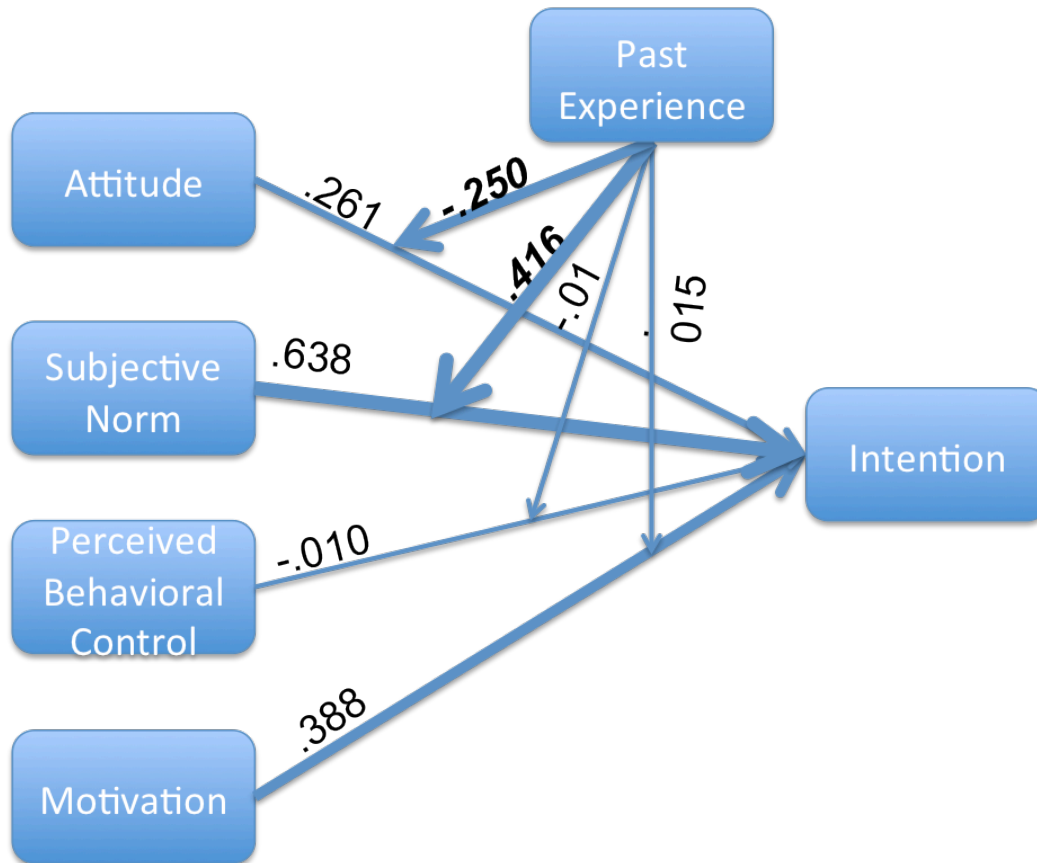 Past
Experience
Attitude
.261
-.250
.416
-.01
.
015
Subjective
Norm
.638
Intention
Perceived
Behavioral
Control
-.010
Motivation
.388